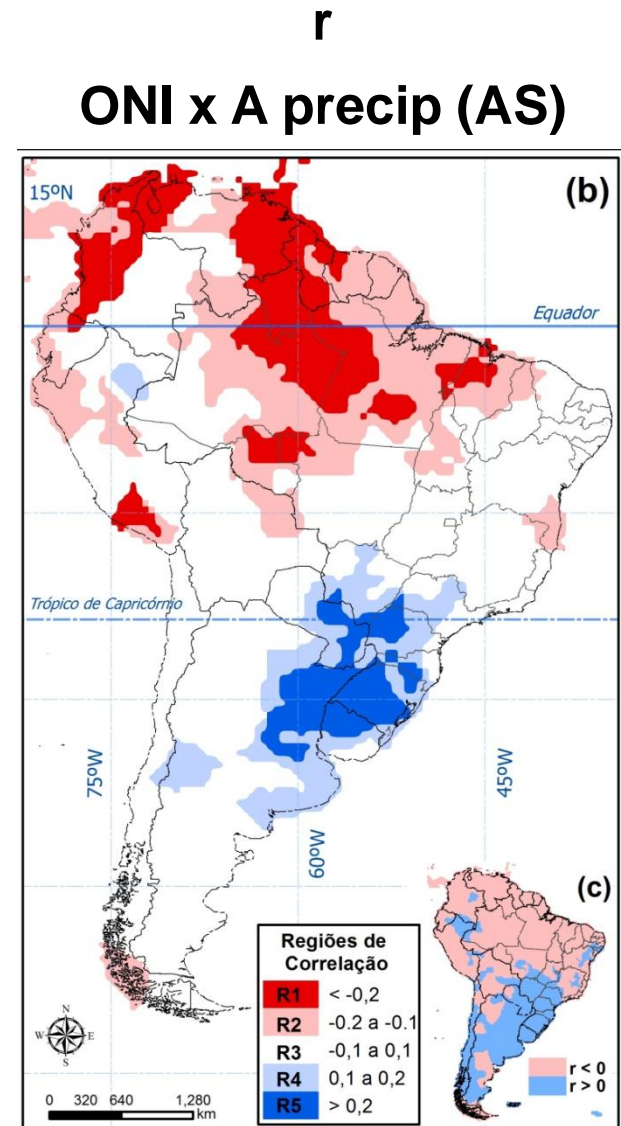 r
ONI x A precip (AS)
15ºN
(b)
Equador
Trópico de Capricórnio
75ºW
60ºW
45ºW
(c)
Regiões de
Correlação
R1 < -0,2
R2 -0.2 a -0.1
R3 -0,1 a 0,1
R4 0,1 a 0,2
R5 > 0,2
r < 0
r > 0
N
W E
S
0 320 640 1,280
km